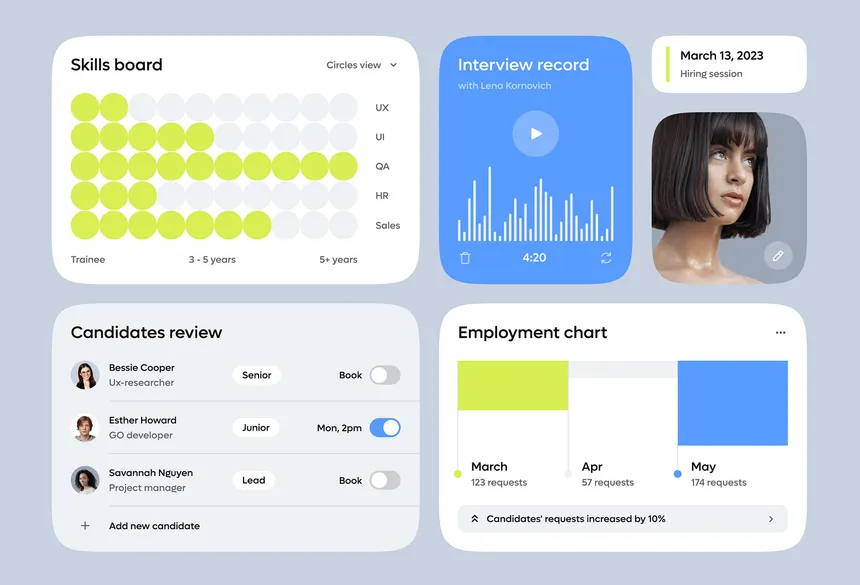 Skills board
Circles view
UX
UI
QA
HR
Sales
Trainee
3 - 5 years
5+ years
Interview record
with Lena Kornovich
4:20
March 13, 2023
Hiring session
Candidates review
Bessie Cooper
Ux-researcher
Senior
Book
Esther Howard
GO developer
Junior
Mon, 2pm
Savannah Nguyen
Project manager
Lead
Book
Add new candidate
Employment chart
March
123 requests
Apr
57 requests
May
174 requests
Candidates' requests increased by 10%